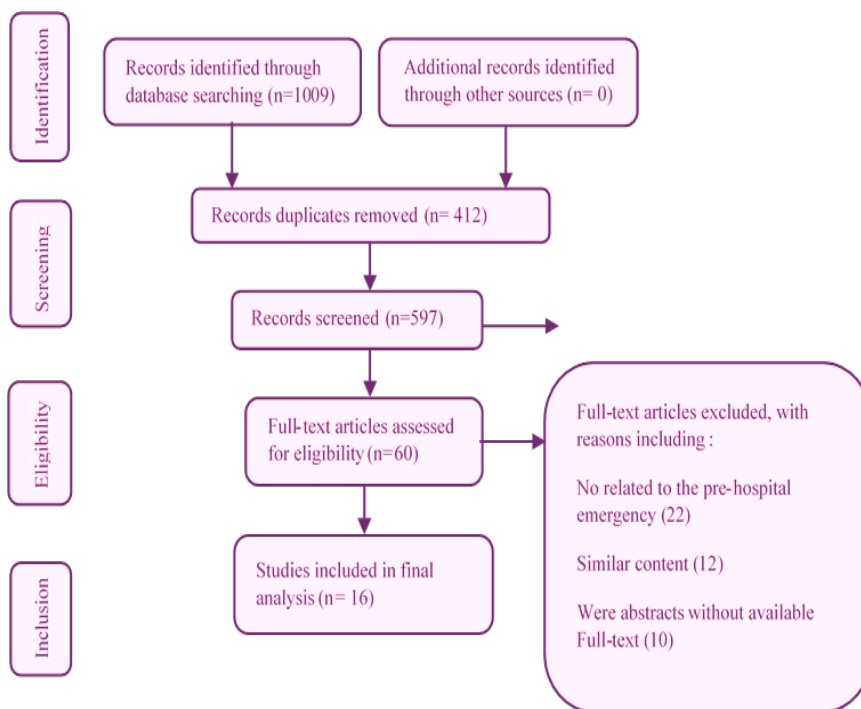 Identification
Records identified through
database searching (n=1009)
Additional records identified
through other sources (n= 0)
Screening
Records duplicates removed (n= 412)
Records screened (n=597)
Eligibility
Full-text articles assessed
for eligibility (n=60)
Full-text articles excluded, with
reasons including :
No related to the pre-hospital
emergency (22)
Similar content (12)
Were abstracts without available
Full-text (10)
Inclusion
Studies included in final
analysis (n= 16)